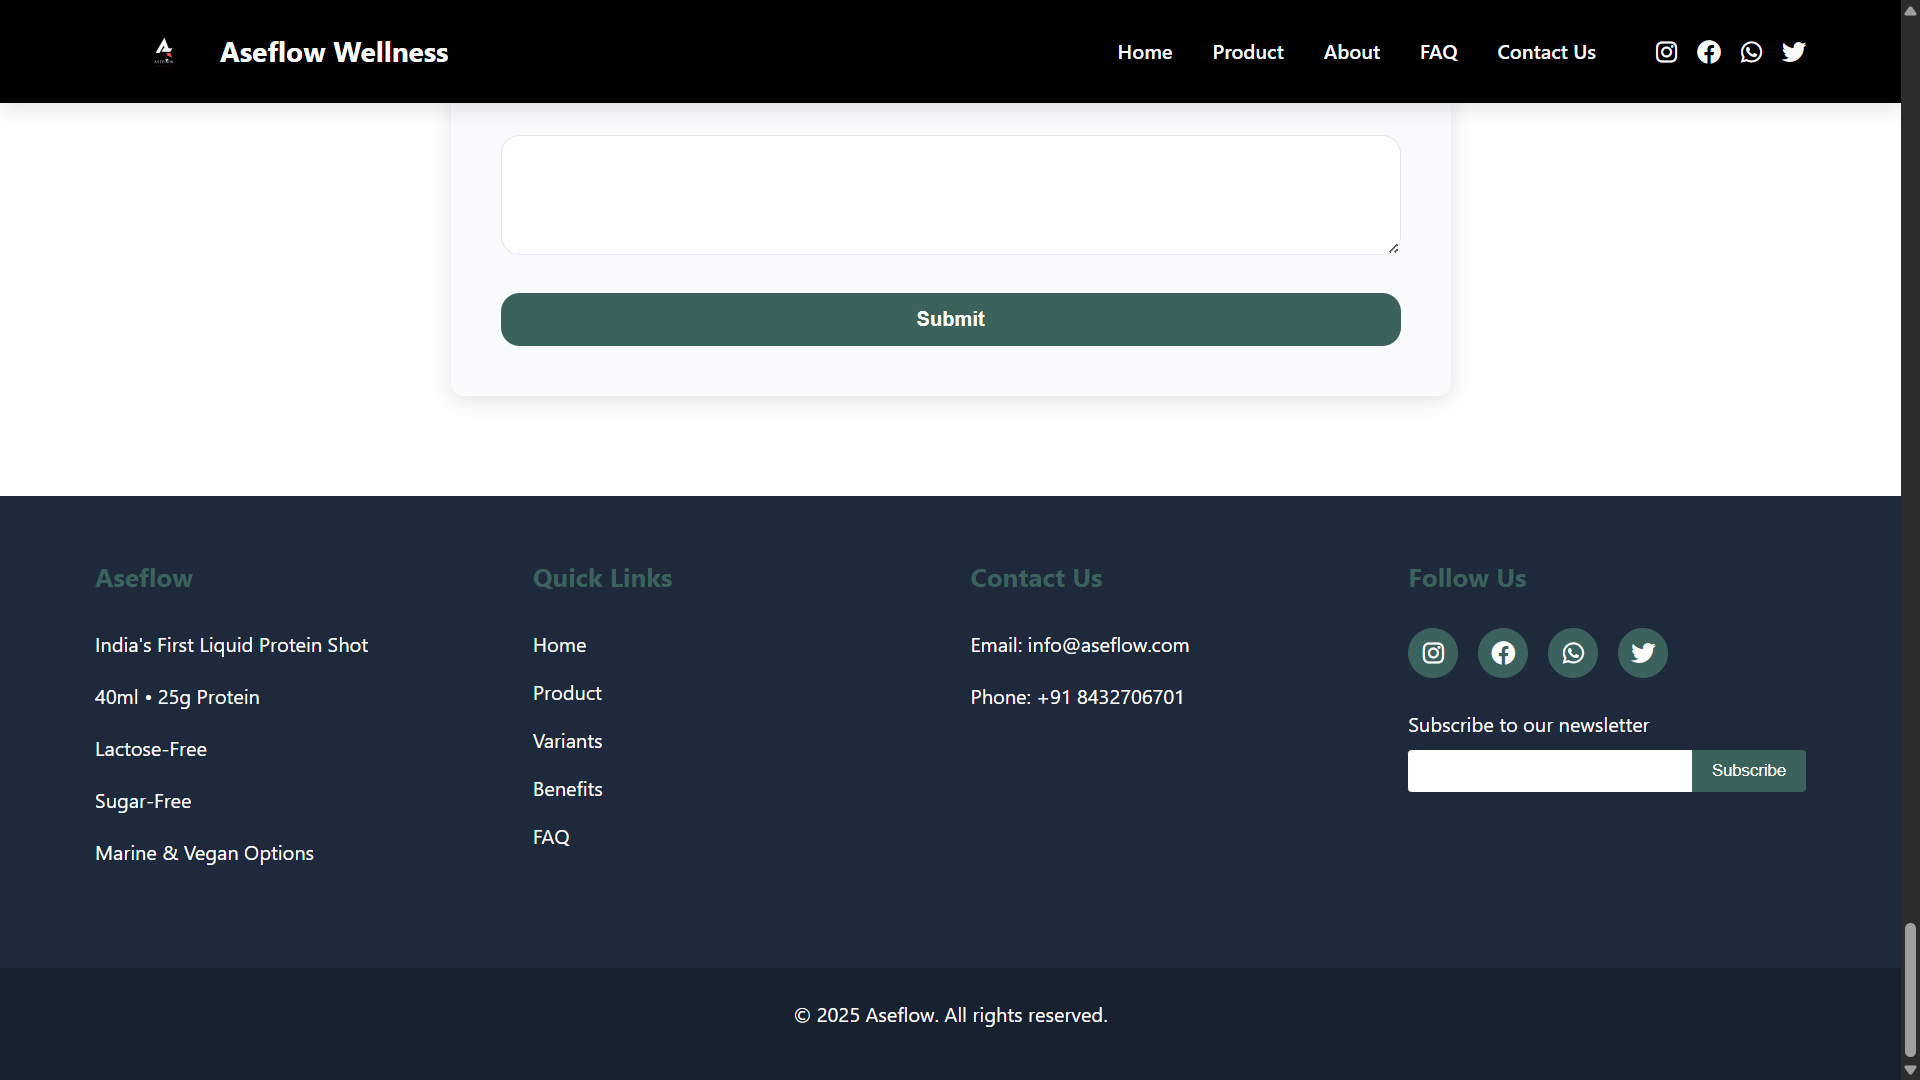 Aseflow Wellness
Home
Product
About
FAQ
Contact Us
Submit
Aseflow
India's First Liquid Protein Shot
40ml • 25g Protein
Lactose-Free
Sugar-Free
Marine & Vegan Options
Quick Links
Home
Product
Variants
Benefits
FAQ
Contact Us
Email: info@aseflow.com
Phone: +91 8432706701
Follow Us
Subscribe to our newsletter
Subscribe
© 2025 Aseflow. All rights reserved.